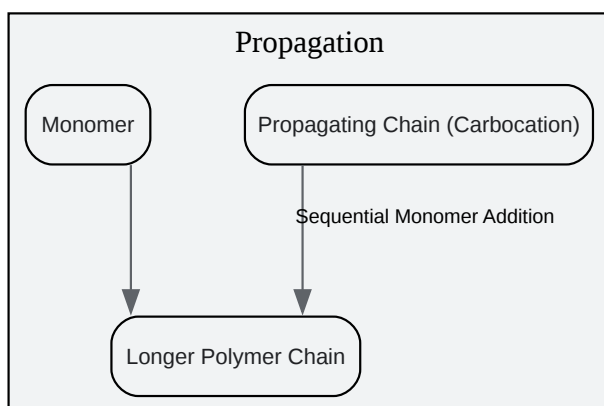 Propagation
Monomer
Propagating Chain (Carbocation)
Sequential Monomer Addition
Longer Polymer Chain